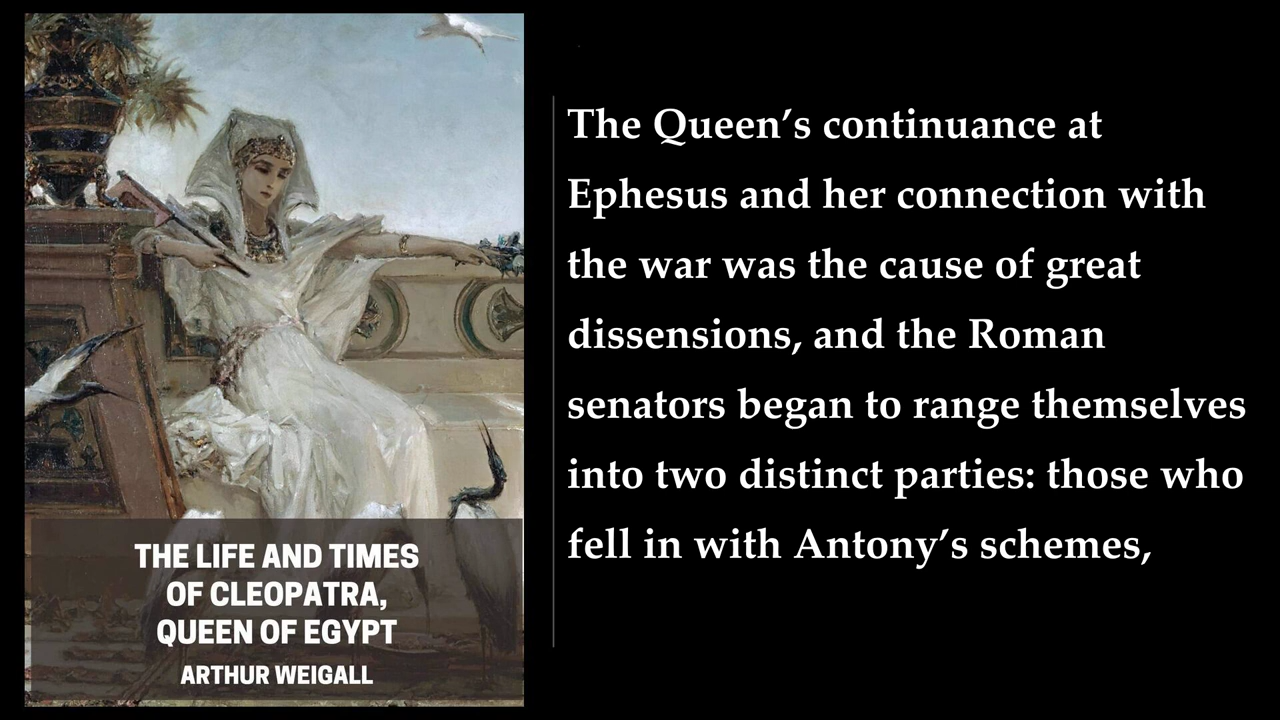 THE LIFE AND TIMES
OF CLEOPATRA,
QUEEN OF EGYPT
ARTHUR WEIGALL
The Queen’s continuance at
Ephesus and her connection with
the war was the cause of great
dissensions, and the Roman
senators began to range themselves
into two distinct parties: those who
fell in with Antony’s schemes,